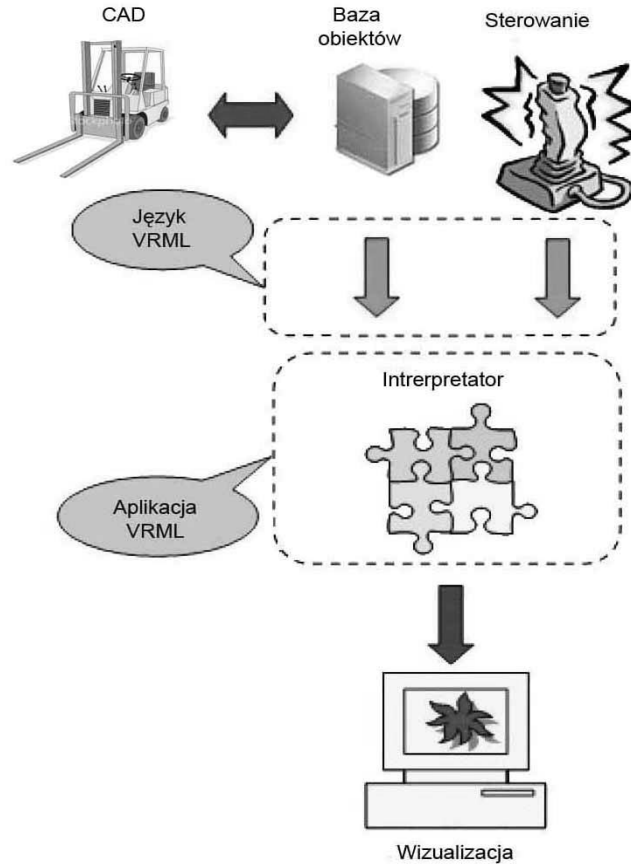 CAD
Baza
obiektów
Sterowanie
Język
VRML
Intrerpretator
Aplikacja
VRML
Wizualizacja